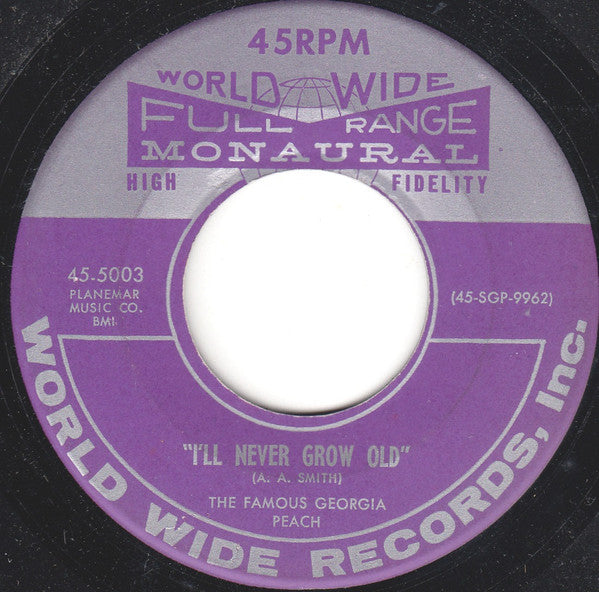 45RPM
WORLD WIDE
FULL RANGE
MONAURAL
HIGH FIDELITY
45-5003
PLANEMAR
MUSIC CO.
BMI
(45-SGP-9962)
"I'LL NEVER GROW OLD"
(A. A. SMITH)
THE FAMOUS GEORGIA
PEACH
WORLD WIDE RECORDS, Inc.